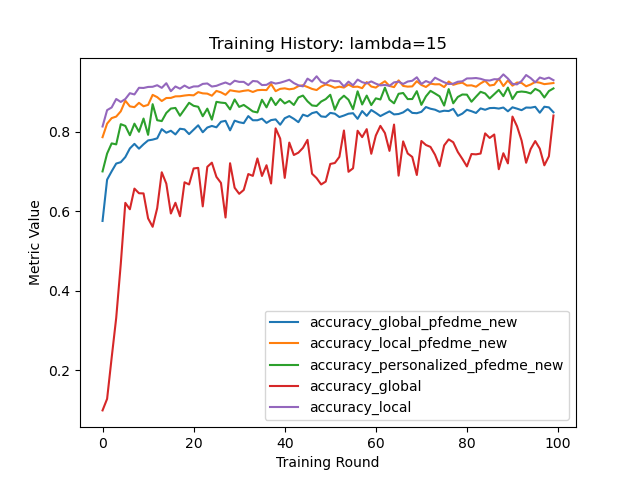 Training History: lambda=15
Metric Value
0.8
0.6
0.4
0.2
accuracy_global_pfedme_new
accuracy_local_pfedme_new
accuracy_personalized_pfedme_new
accuracy_global
accuracy_local
0 20 40 60 80 100
Training Round